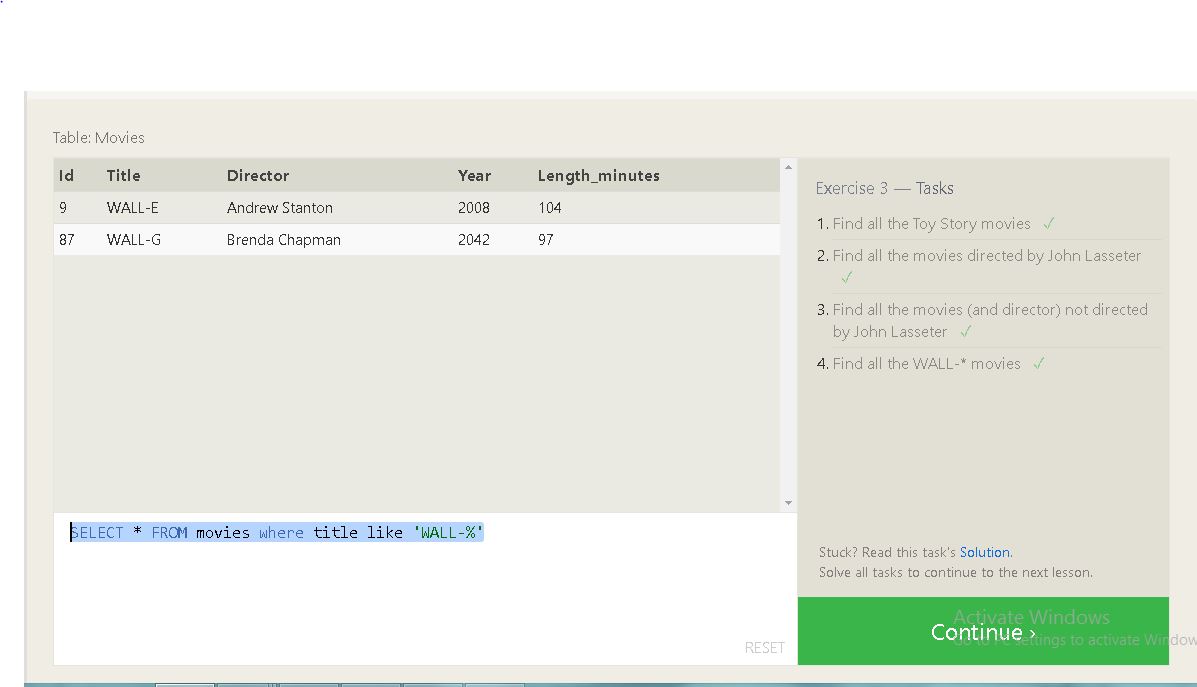 Table: Movies
Id Title Director Year Length_minutes
9 WALL-E Andrew Stanton 2008 104
87 WALL-G Brenda Chapman 2042 97
SELECT * FROM movies where title like 'WALL-%'
RESET
Exercise 3 — Tasks
1. Find all the Toy Story movies ✓
2. Find all the movies directed by John Lasseter
✓
3. Find all the movies (and director) not directed
by John Lasseter ✓
4. Find all the WALL-* movies ✓
Stuck? Read this task's Solution.
Solve all tasks to continue to the next lesson.
Continue ›
Activate Windows
Go to PC settings to activate Window